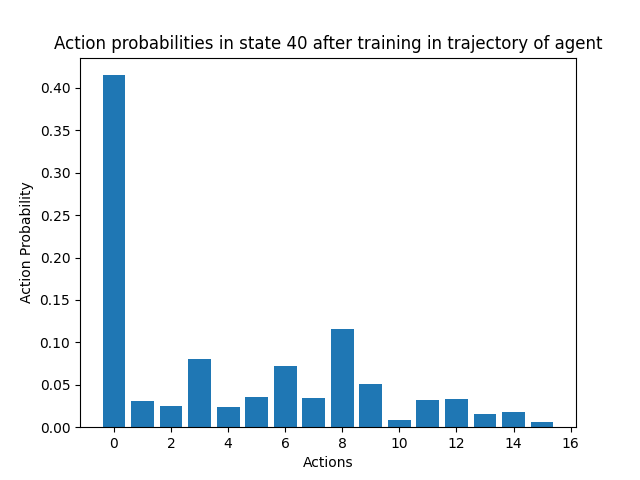 Action probabilities in state 40 after training in trajectory of agent
0.40
0.35
0.30
0.25
0.20
0.15
0.10
0.05
0.00
Action Probability
0 2 4 6 8 10 12 14 16
Actions